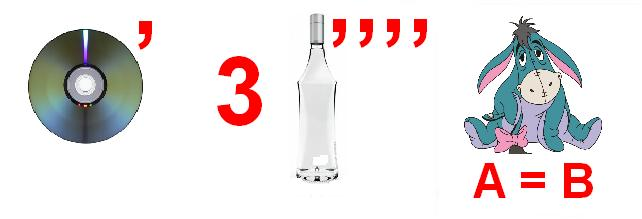 , 3 ,,,,
А = В